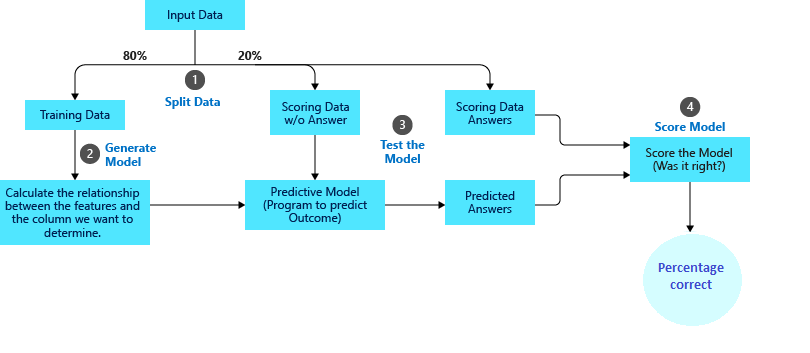 Input Data
80%
20%
1
Split Data
Training Data
Scoring Data
w/o Answer
Scoring Data
Answers
4
Score Model
3
Test the
Model
2
Generate
Model
Score the Model
(Was it right?)
Calculate the relationship
between the features and
the column we want to
determine.
Predictive Model
(Program to predict
Outcome)
Predicted
Answers
Percentage
correct